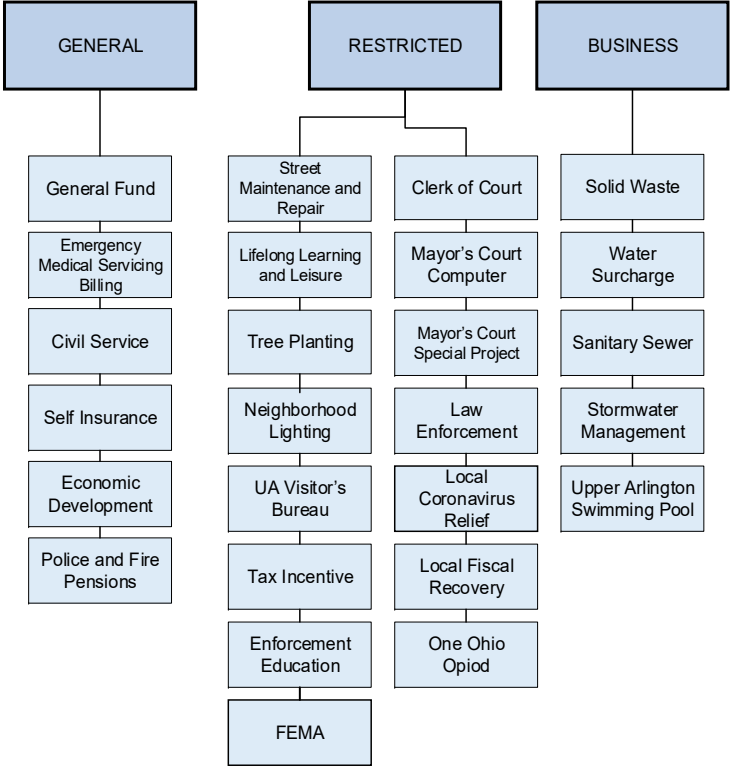 GENERAL
RESTRICTED
BUSINESS
General Fund
Emergency
Medical Servicing
Billing
Civil Service
Self Insurance
Economic
Development
Police and Fire
Pensions
Street
Maintenance and
Repair
Lifelong Learning
and Leisure
Tree Planting
Neighborhood
Lighting
UA Visitor's
Bureau
Tax Incentive
Enforcement
Education
FEMA
Clerk of Court
Mayor's Court
Computer
Mayor's Court
Special Project
Law
Enforcement
Local
Coronavirus
Relief
Local Fiscal
Recovery
One Ohio
Opiod
Solid Waste
Water
Surcharge
Sanitary Sewer
Stormwater
Management
Upper Arlington
Swimming Pool